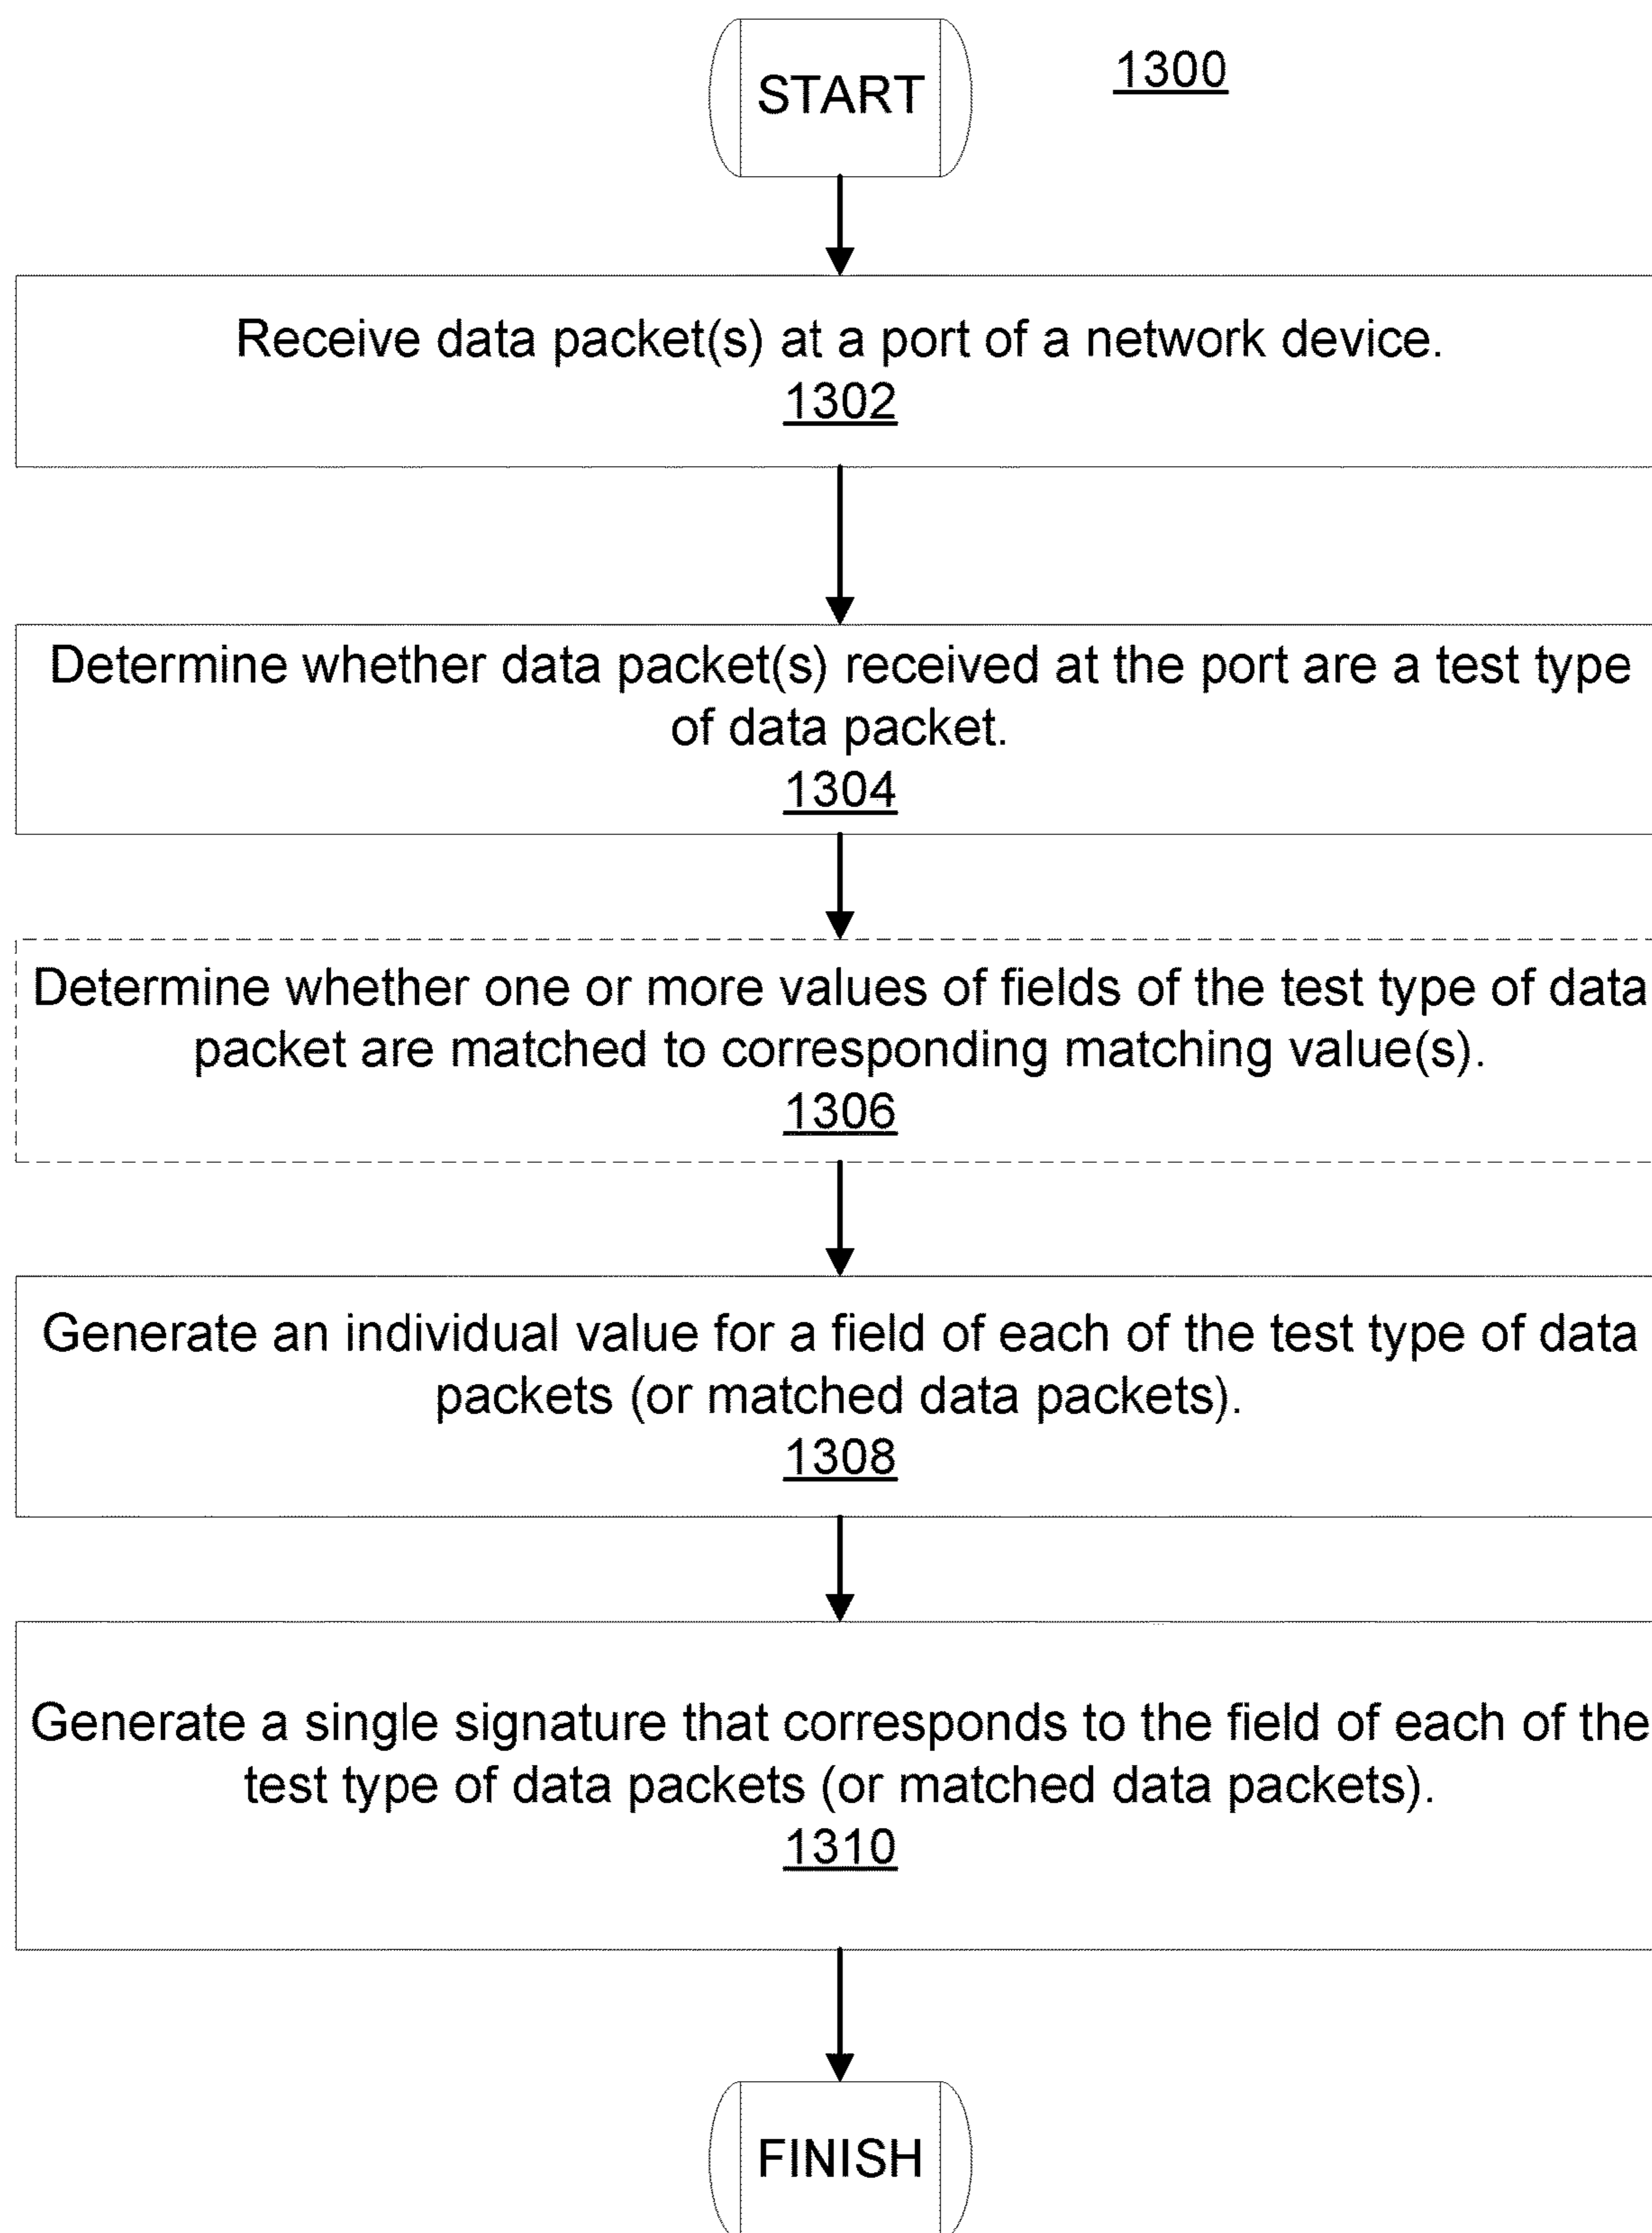 START
1300
Receive data packet(s) at a port of a network device.
1302
Determine whether data packet(s) received at the port are a test type
of data packet.
1304
Determine whether one or more values of fields of the test type of data
packet are matched to corresponding matching value(s).
1306
Generate an individual value for a field of each of the test type of data
packets (or matched data packets).
1308
Generate a single signature that corresponds to the field of each of the
test type of data packets (or matched data packets).
1310
FINISH